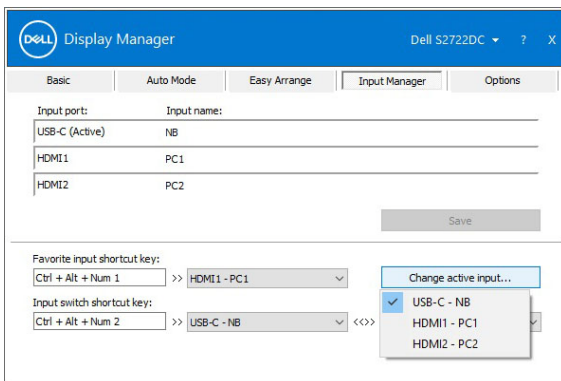 DELL Display Manager Dell S2722DC ? X
Basic Auto Mode Easy Arrange Input Manager Options
Input port: Input name:
USB-C (Active) NB
HDMI1 PC1
HDMI2 PC2
Save
Favorite input shortcut key:
Ctrl + Alt + Num 1 >> HDMI1 - PC1 Change active input...
Input switch shortcut key:
USB-C - NB
Ctrl + Alt + Num 2 >> USB-C - NB <<>> HDMI1 - PC1
HDMI2 - PC2